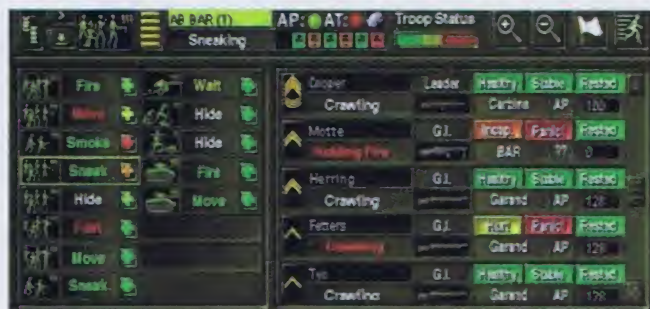 AB BAR (1) AP: AT: Troop Status
Sneaking
Fire Wait
Move Hide
Smoke Hide
Sneak Fire
Hide Move
Move
Sneak
Leader Healthy Stable Rested
Crawling Carbine AP
Motte G.I. Incap. Panic! Rested
Holding Fire BAR ?? 0
Herring G.I. Healthy Stable Rested
Crawling Garand AP 128
Fetters G.I. Hurt Panic! Rested
Garand AP 128
G.I. Healthy Stable Rested
Crawling Garand AP